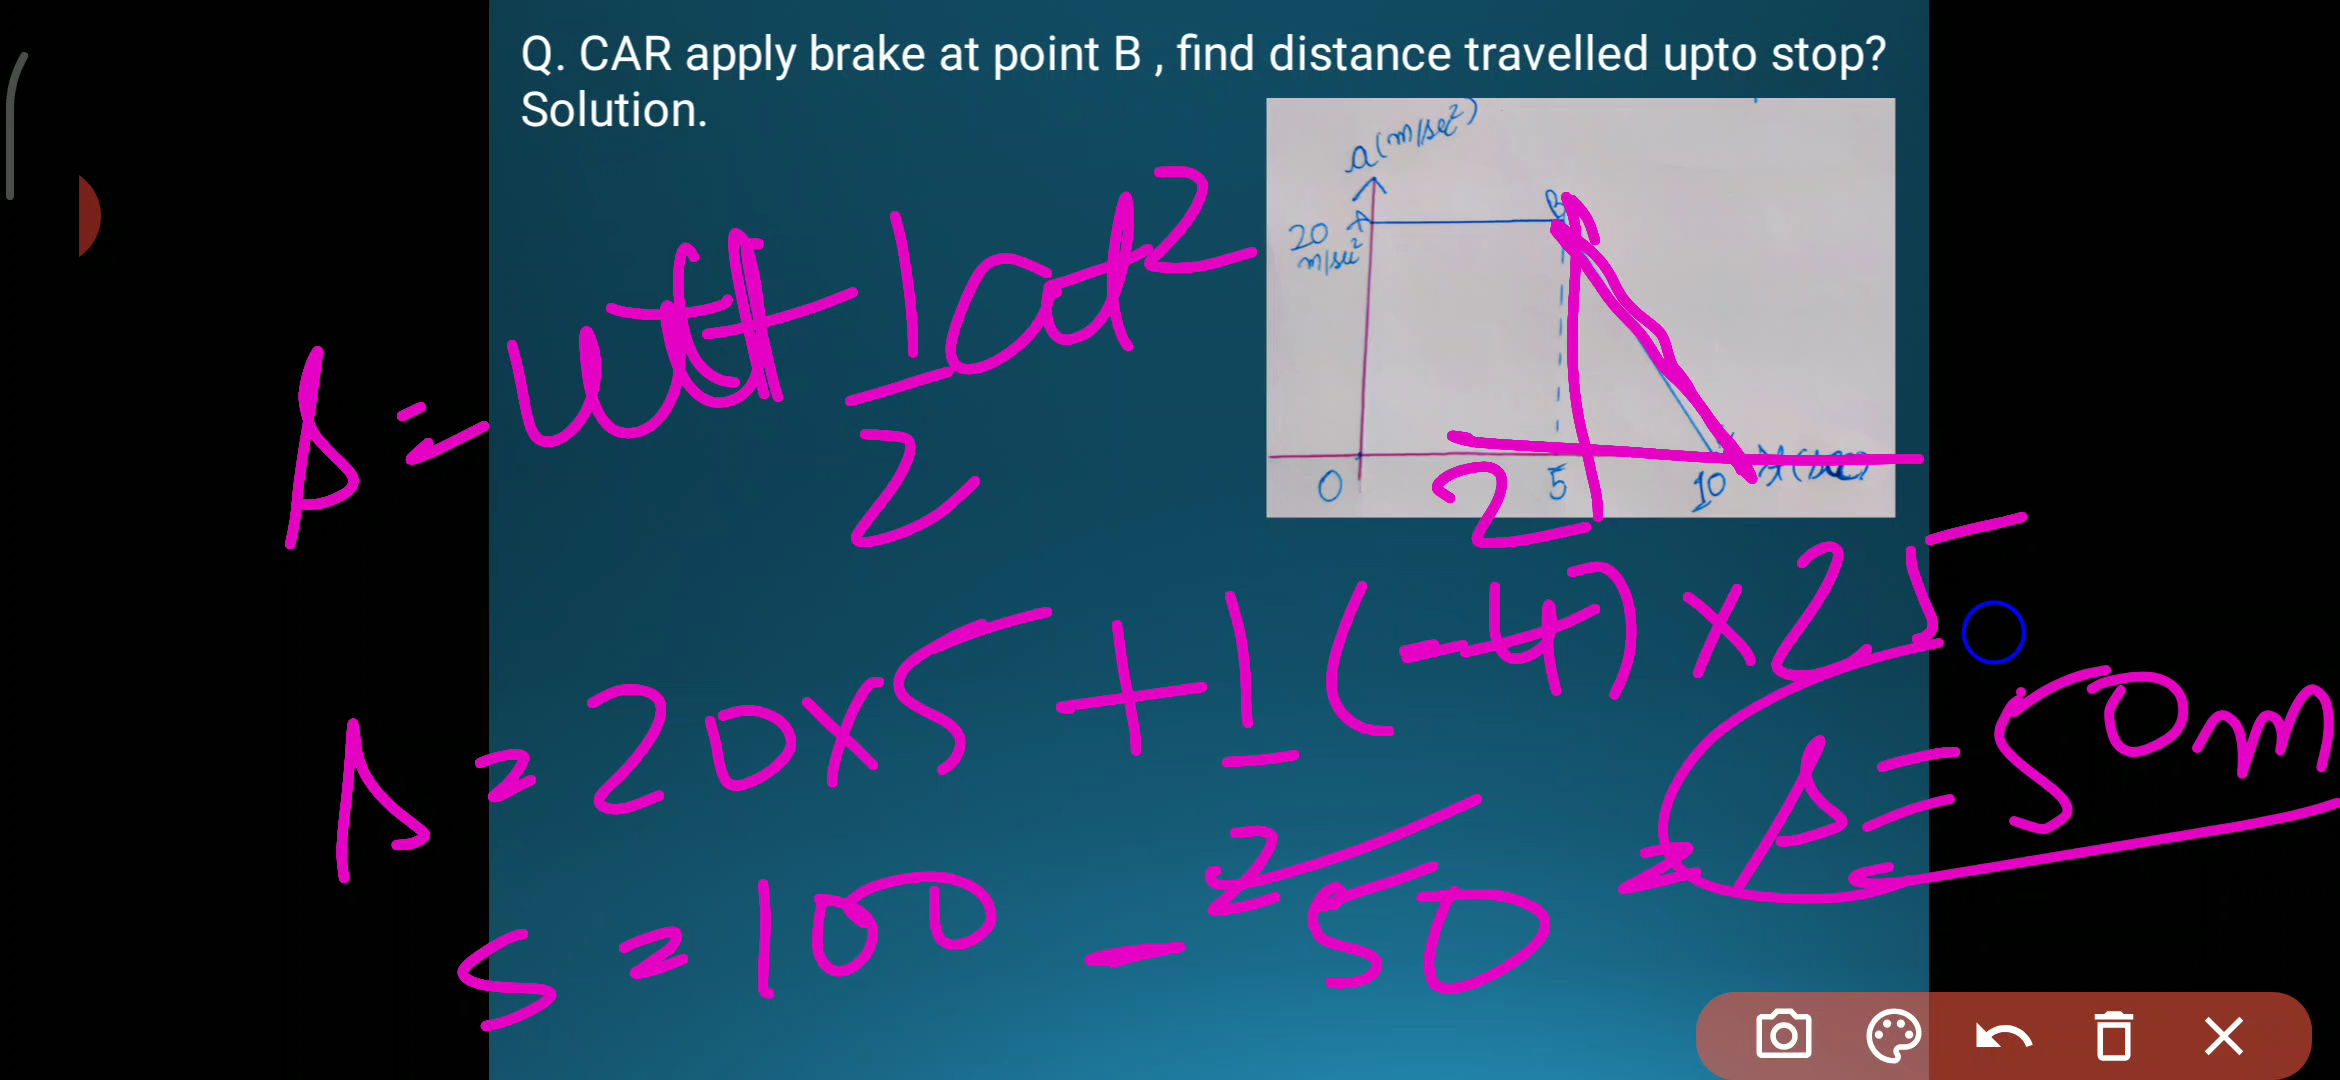 Q. CAR apply brake at point B , find distance travelled upto stop?
Solution.
a (m/sec²)
20 A B
m/sec²
0 5 10 t (sec)
s = ut + 1/2 at²
s = 20 x 5 + 1/2 (-4) x 25
s = 100 - 50
s = 50m